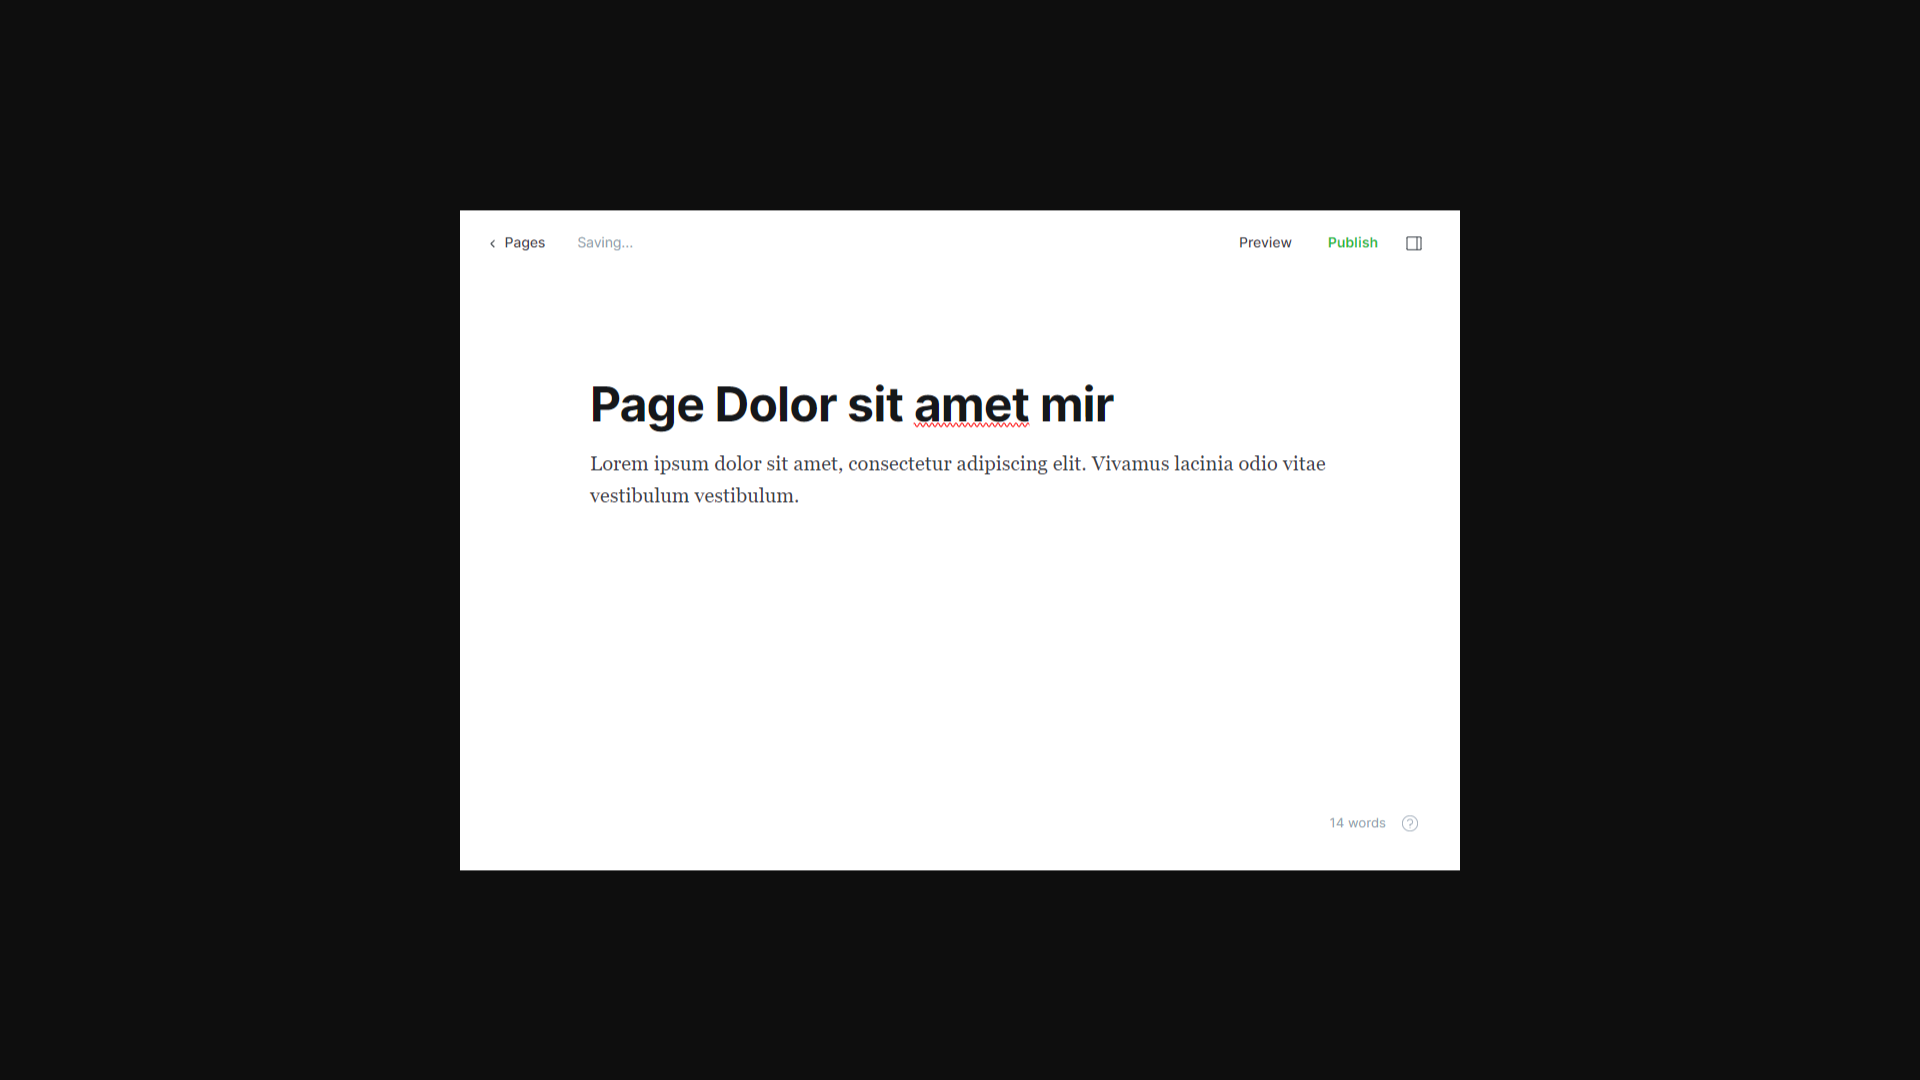 Pages
Saving...
Preview
Publish
Page Dolor sit amet mir
Lorem ipsum dolor sit amet, consectetur adipiscing elit. Vivamus lacinia odio vitae
vestibulum vestibulum.
14 words
?